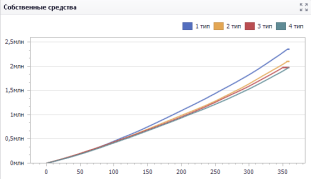 Собственные средства
1 тип 2 тип 3 тип 4 тип
2,5млн
2млн
1,5млн
1млн
0,5млн
0млн
0 50 100 150 200 250 300 350